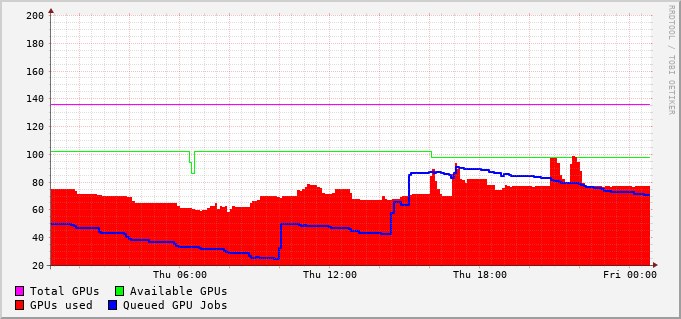 200
180
160
140
120
100
80
60
40
20
Thu 06:00 Thu 12:00 Thu 18:00 Fri 00:00
Total GPUs Available GPUs
GPUs used Queued GPU Jobs
RRDTOOL / TOBI OETIKER